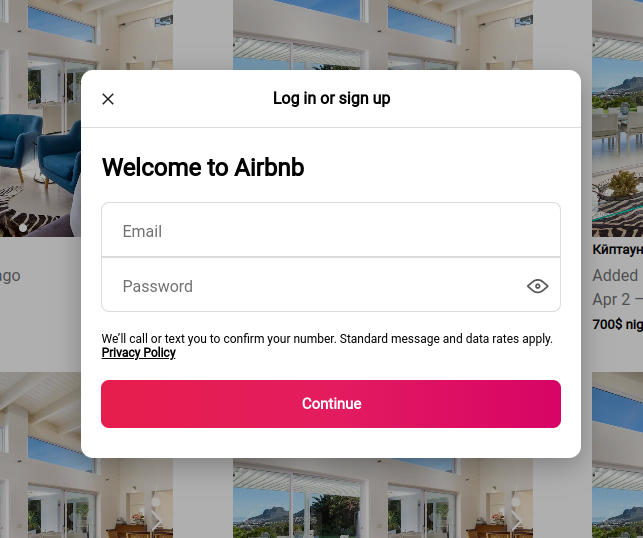 Log in or sign up
Welcome to Airbnb
Email
Password
We'll call or text you to confirm your number. Standard message and data rates apply.
Privacy Policy
Continue
ago
Кйптаун
Added
Apr 2 –
700$ nig